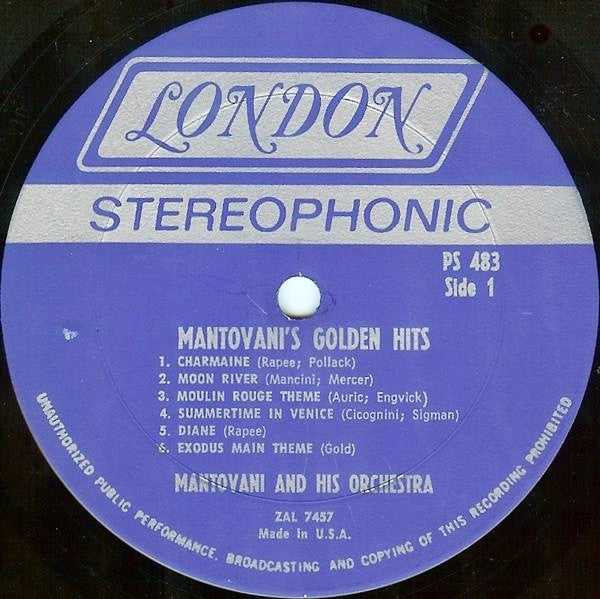 LONDON
STEREOPHONIC
PS 483
Side 1
MANTOVANI'S GOLDEN HITS
1. CHARMAINE (Rapee; Pollack)
2. MOON RIVER (Mancini; Mercer)
3. MOULIN ROUGE THEME (Auric; Engvick)
4. SUMMERTIME IN VENICE (Cicognini; Sigman)
5. DIANE (Rapee)
6. EXODUS MAIN THEME (Gold)
MANTOVANI AND HIS ORCHESTRA
ZAL 7457
Made in U.S.A.
UNAUTHORIZED PUBLIC PERFORMANCE, BROADCASTING AND COPYING OF THIS RECORDING PROHIBITED